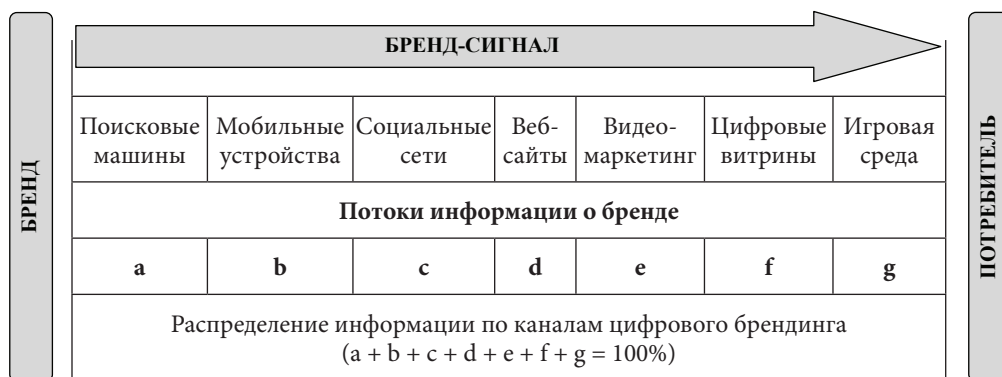 БРЕНД
БРЕНД-СИГНАЛ
Поисковые
машины
Мобильные
устройства
Социальные
сети
Веб-
сайты
Видео-
маркетинг
Цифровые
витрины
Игровая
среда
Потоки информации о бренде
a
b
c
d
e
f
g
Распределение информации по каналам цифрового брендинга
(a + b + c + d + e + f + g = 100%)
ПОТРЕБИТЕЛЬ